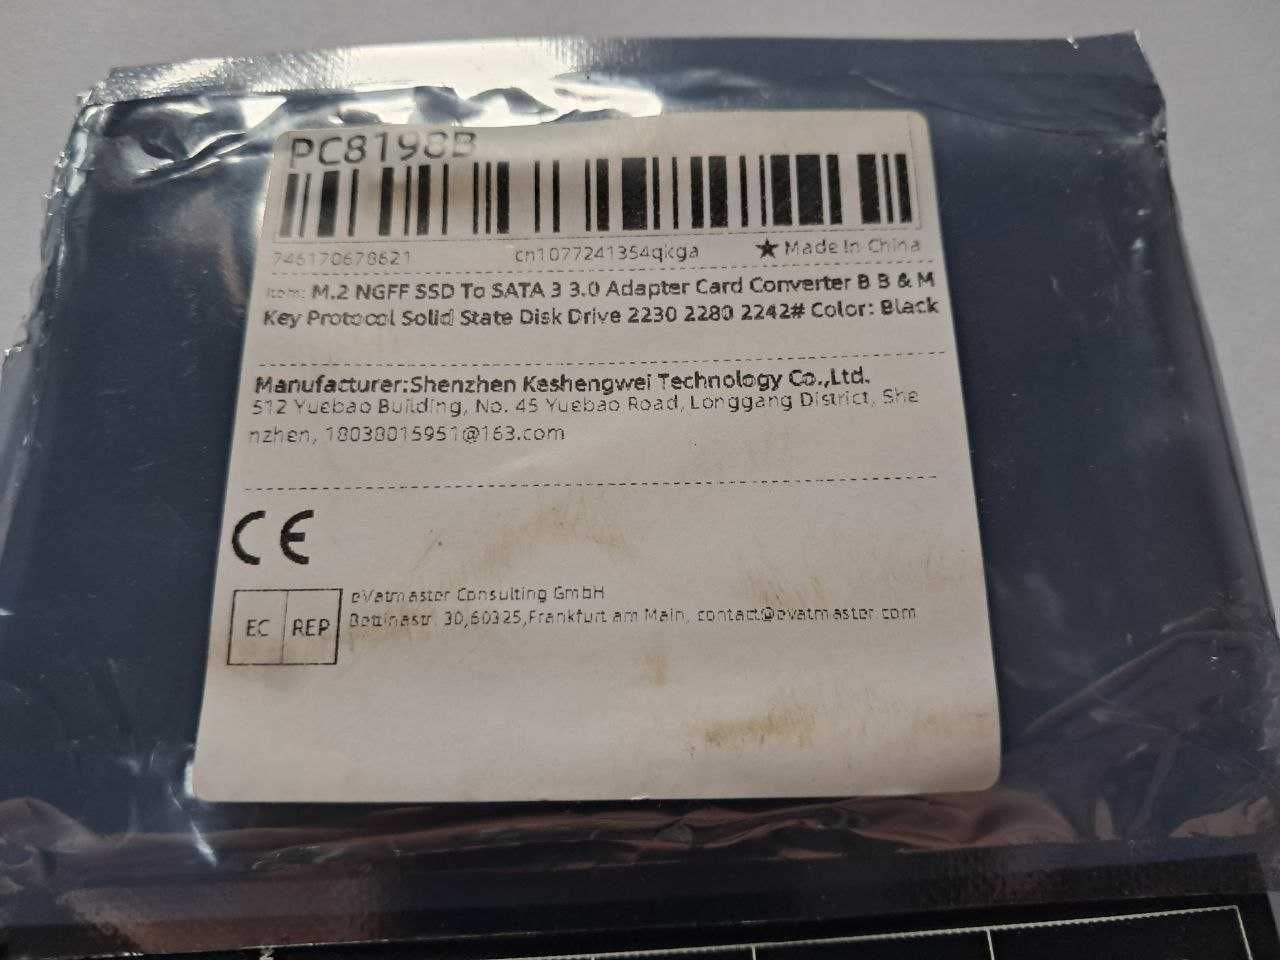 PC8198B
746170678621 cn1077241354qkga ★ Made In China
Item: M.2 NGFF SSD To SATA 3 3.0 Adapter Card Converter B B & M
Key Protocol Solid State Disk Drive 2230 2280 2242# Color: Black
Manufacturer:Shenzhen Keshengwei Technology Co.,Ltd.
512 Yuebao Building, No. 45 Yuebao Road, Longgang District, She
nzhen, 18038015951@163.com
CE
EC REP
eVatmaster Consulting GmbH
Bettinastr. 30,60325,Frankfurt am Main, contact@evatmaster.com